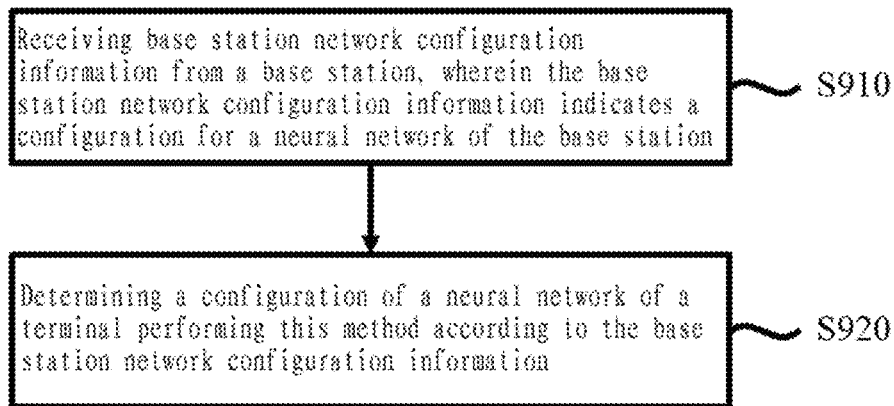 Receiving base station network configuration
information from a base station, wherein the base
station network configuration information indicates a
configuration for a neural network of the base station
S910
Determining a configuration of a neural network of a
terminal performing this method according to the base
station network configuration information
S920